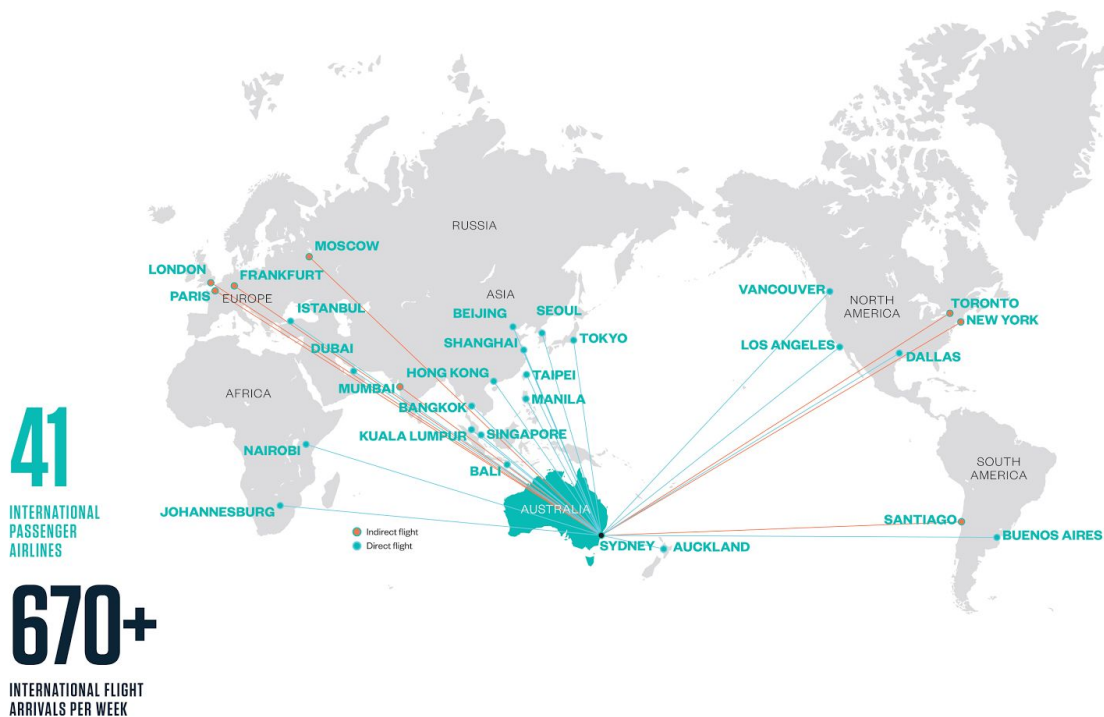 RUSSIA
MOSCOW
LONDON
FRANKFURT
PARIS
EUROPE
ASIA
ISTANBUL
BEIJING
SEOUL
DUBAI
SHANGHAI
TOKYO
MUMBAI
HONG KONG
TAIPEI
AFRICA
BANGKOK
MANILA
KUALA LUMPUR
SINGAPORE
NAIROBI
BALI
JOHANNESBURG
AUSTRALIA
SYDNEY
AUCKLAND
VANCOUVER
NORTH
AMERICA
TORONTO
NEW YORK
LOS ANGELES
DALLAS
SOUTH
AMERICA
SANTIAGO
BUENOS AIRES
Indirect flight
Direct flight
41
INTERNATIONAL
PASSENGER
AIRLINES
670+
INTERNATIONAL FLIGHT
ARRIVALS PER WEEK